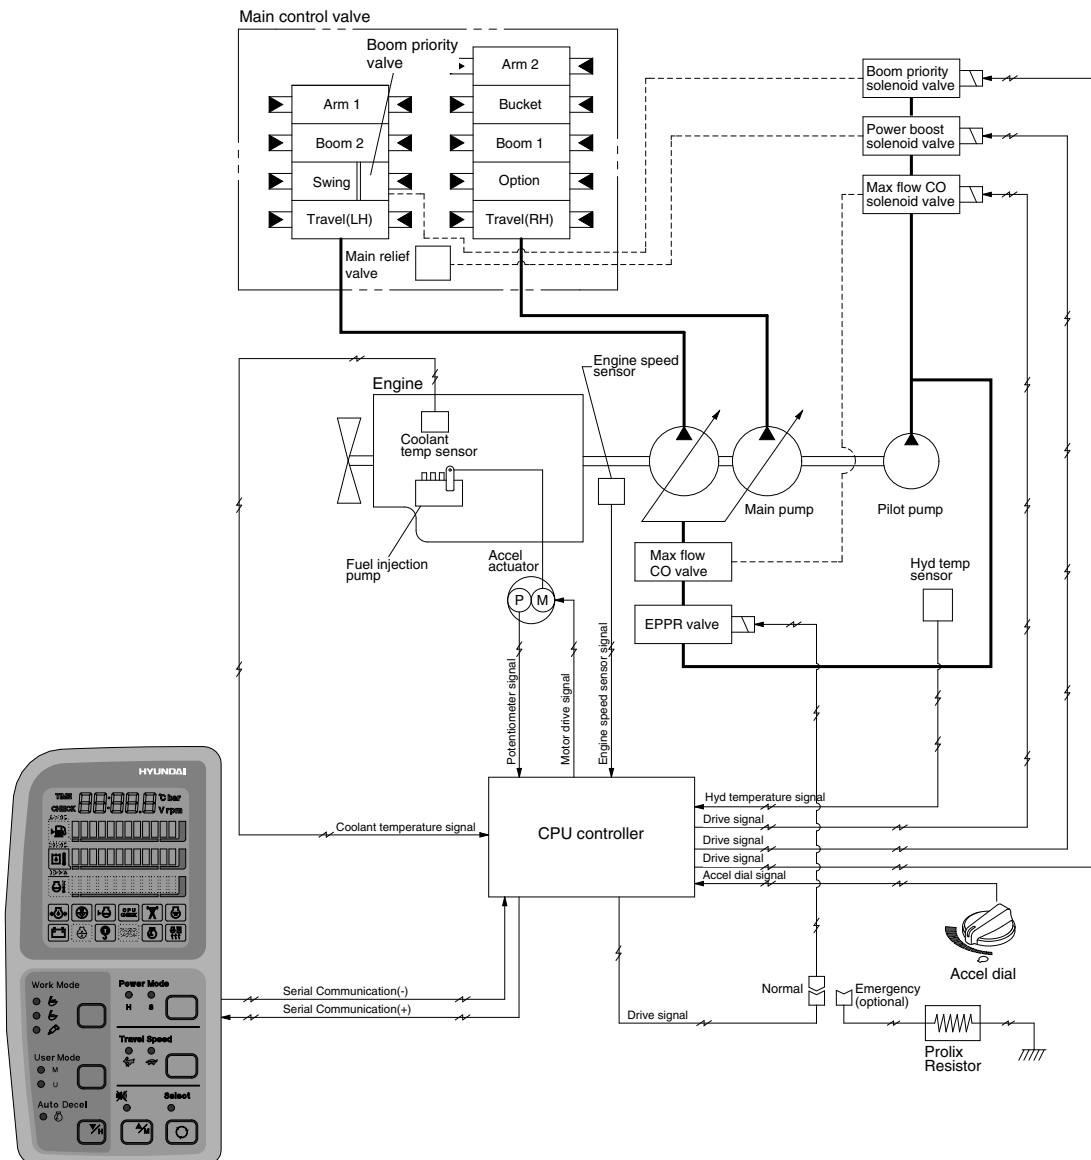 Main control valve
Boom priority
valve
Arm 1
Boom 2
Swing
Travel(LH)
Arm 2
Bucket
Boom 1
Option
Travel(RH)
Main relief
valve
Boom priority
solenoid valve
Power boost
solenoid valve
Max flow CO
solenoid valve
Engine
Coolant
temp sensor
Fuel injection
pump
Engine speed
sensor
Main pump
Pilot pump
Accel
actuator
P
M
Max flow
CO valve
EPPR valve
Hyd temp
sensor
Potentiometer signal
Motor drive signal
Engine speed sensor signal
CPU controller
Coolant temperature signal
Hyd temperature signal
Drive signal
Drive signal
Drive signal
Accel dial signal
Accel dial
Serial Communication(-)
Serial Communication(+)
Drive signal
Normal
Emergency
(optional)
Prolix
Resistor
HYUNDAI
TIME
CHECK
88:88.8
℃ bar
V rpm
CPU
CHECK
Work Mode
Power Mode
H
S
Travel Speed
User Mode
M
U
Auto Decel
Select
▼/H
▲/M